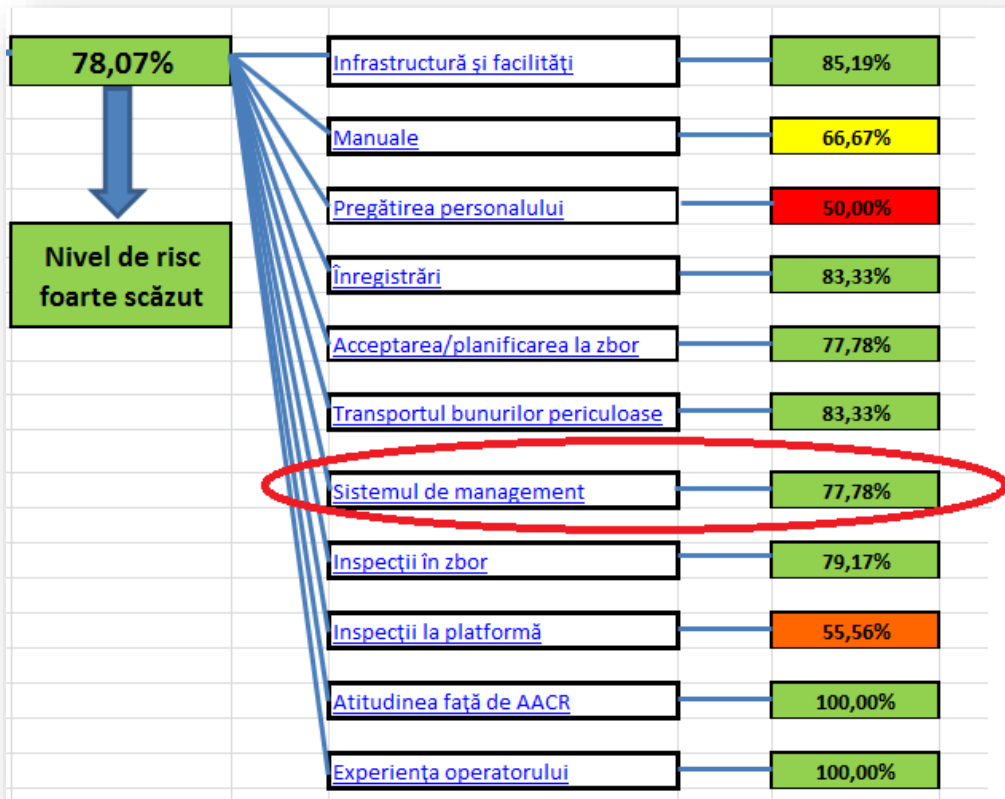 78,07%
Infrastructură şi facilităţi
85,19%
Manuale
66,67%
Pregătirea personalului
50,00%
Nivel de risc
foarte scăzut
Înregistrări
83,33%
Acceptarea/planificarea la zbor
77,78%
Transportul bunurilor periculoase
83,33%
Sistemul de management
77,78%
Inspecţii în zbor
79,17%
Inspecţii la platformă
55,56%
Atitudinea faţă de AACR
100,00%
Experienţa operatorului
100,00%